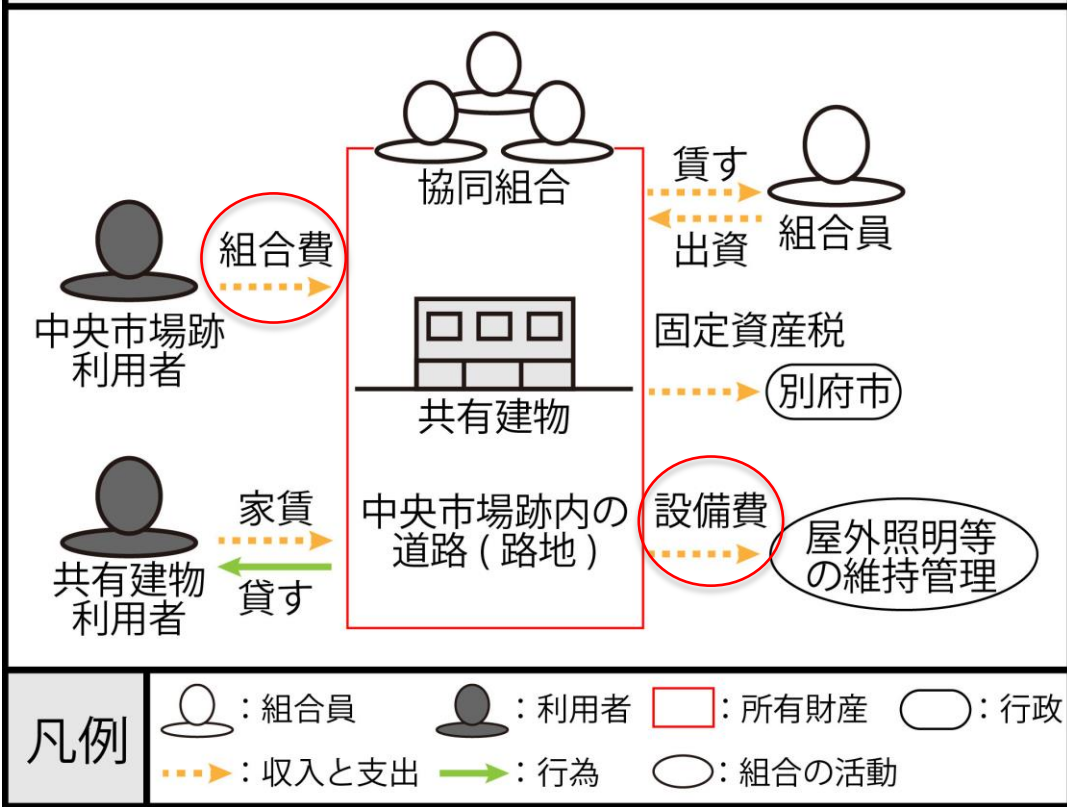 協同組合
賃す
出資
組合員
組合費
中央市場跡
利用者
固定資産税
別府市
共有建物
家賃
貸す
共有建物
利用者
中央市場跡内の
道路(路地)
設備費
屋外照明等
の維持管理
凡例
：組合員
：利用者
：所有財産
：行政
：収入と支出
：行為
：組合の活動